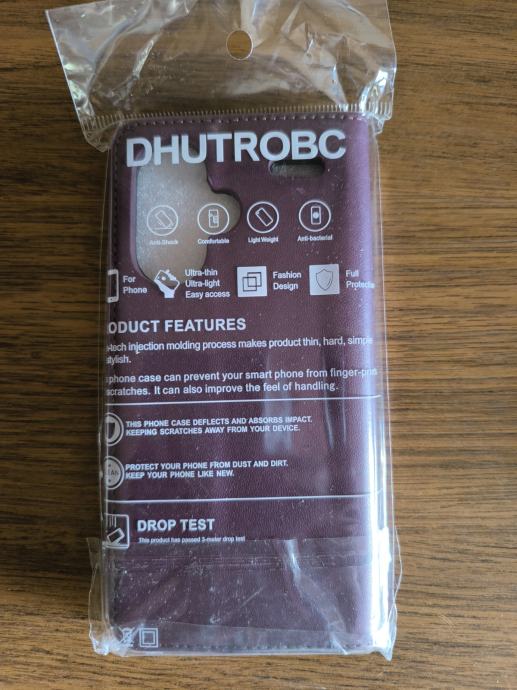 DHUTROBC
Anti-Shock Comfortable Light Weight Anti-bacterial
For
Phone
Ultra-thin
Ultra-light
Easy access
Fashion
Design
Full
Protectio
ODUCT FEATURES
-tech injection molding process makes product thin, hard, simple
stylish.
phone case can prevent your smart phone from finger-prin
scratches. It can also improve the feel of handling.
THIS PHONE CASE DEFLECTS AND ABSORBS IMPACT.
KEEPING SCRATCHES AWAY FROM YOUR DEVICE.
PROTECT YOUR PHONE FROM DUST AND DIRT.
KEEP YOUR PHONE LIKE NEW.
DROP TEST
This product has passed 3-meter drop test